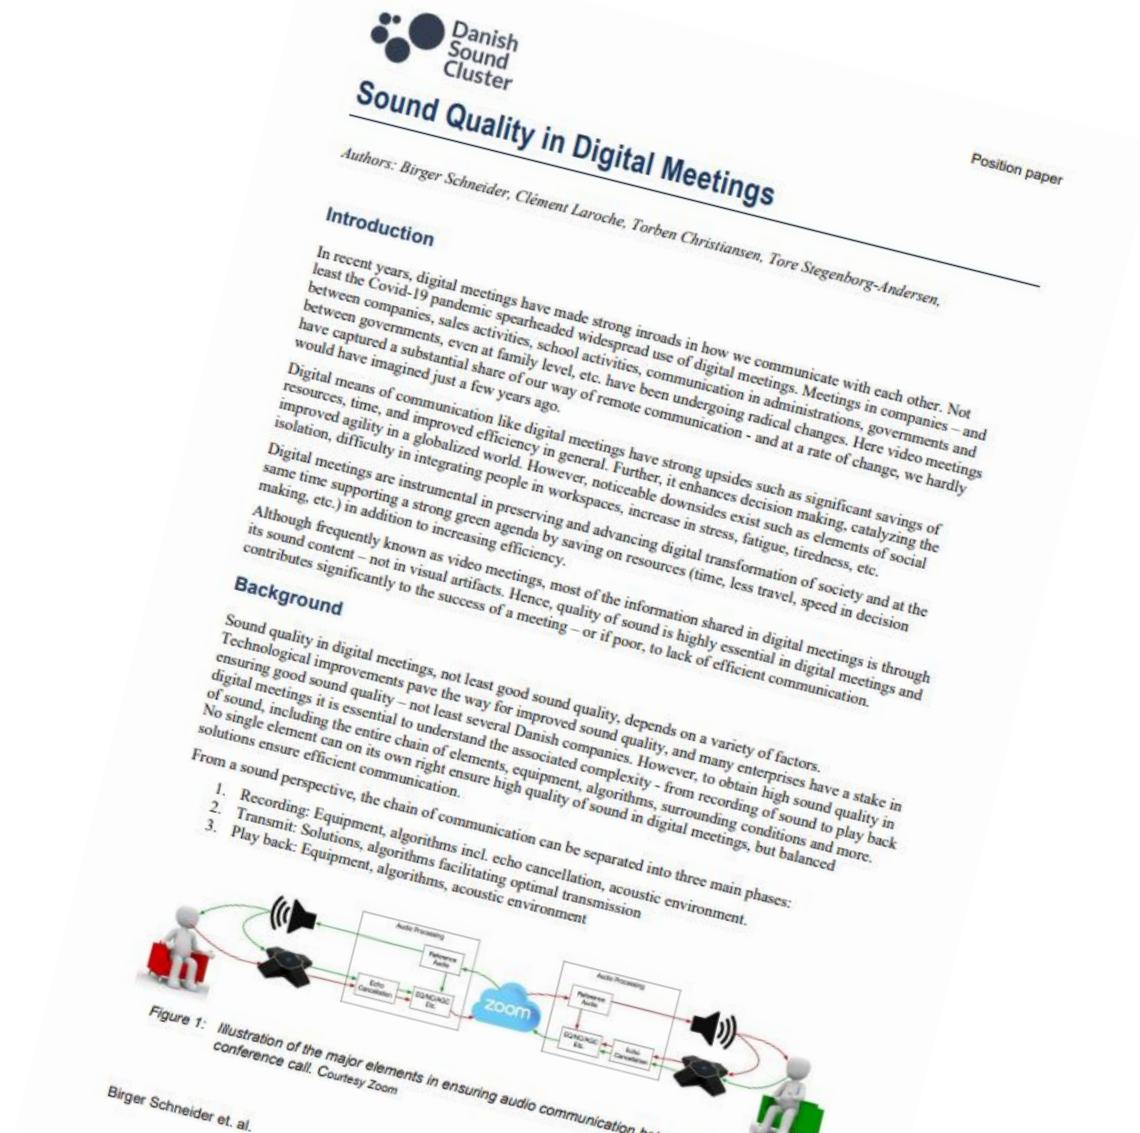 Danish
Sound
Cluster
Position paper
Sound Quality in Digital Meetings
Authors: Birger Schneider, Clément Laroche, Torben Christiansen, Tore Stegenborg-Andersen.
Introduction
In recent years, digital meetings have made strong inroads in how we communicate with each other. Not
least the Covid-19 pandemic spearheaded widespread use of digital meetings. Meetings in companies – and
between companies, sales activities, school activities, communication in administrations, governments and
between governments, even at family level, etc. have been undergoing radical changes. Here video meetings
have captured a substantial share of our way of remote communication - and at a rate of change, we hardly
would have imagined just a few years ago.
Digital means of communication like digital meetings have strong upsides such as significant savings of
resources, time, and improved efficiency in general. Further, it enhances decision making, catalyzing the
improved agility in a globalized world. However, noticeable downsides exist such as elements of social
isolation, difficulty in integrating people in workspaces, increase in stress, fatigue, tiredness, etc.
Digital meetings are instrumental in preserving and advancing digital transformation of society and at the
same time supporting a strong green agenda by saving on resources (time, less travel, speed in decision
making, etc.) in addition to increasing efficiency.
Although frequently known as video meetings, most of the information shared in digital meetings is through
its sound content – not in visual artifacts. Hence, quality of sound is highly essential in digital meetings and
contributes significantly to the success of a meeting – or if poor, to lack of efficient communication.
Background
Sound quality in digital meetings, not least good sound quality, depends on a variety of factors.
Technological improvements pave the way for improved sound quality, and many enterprises have a stake in
ensuring good sound quality – not least several Danish companies. However, to obtain high sound quality in
digital meetings it is essential to understand the associated complexity - from recording of sound to play back
of sound, including the entire chain of elements, equipment, algorithms, surrounding conditions and more.
No single element can on its own right ensure high quality of sound in digital meetings, but balanced
solutions ensure efficient communication.
From a sound perspective, the chain of communication can be separated into three main phases:
1. Recording: Equipment, algorithms incl. echo cancellation, acoustic environment.
2. Transmit: Solutions, algorithms facilitating optimal transmission
3. Play back: Equipment, algorithms, acoustic environment
Audio Processing
Reference
Audio
Echo
Cancellation
EQ/NC/AGC
Etc.
zoom
Audio Processing
Reference
Audio
EQ/NC/AGC
Etc.
Echo
Cancellation
Figure 1: Illustration of the major elements in ensuring audio communication
conference call. Courtesy Zoom
Birger Schneider et. al.